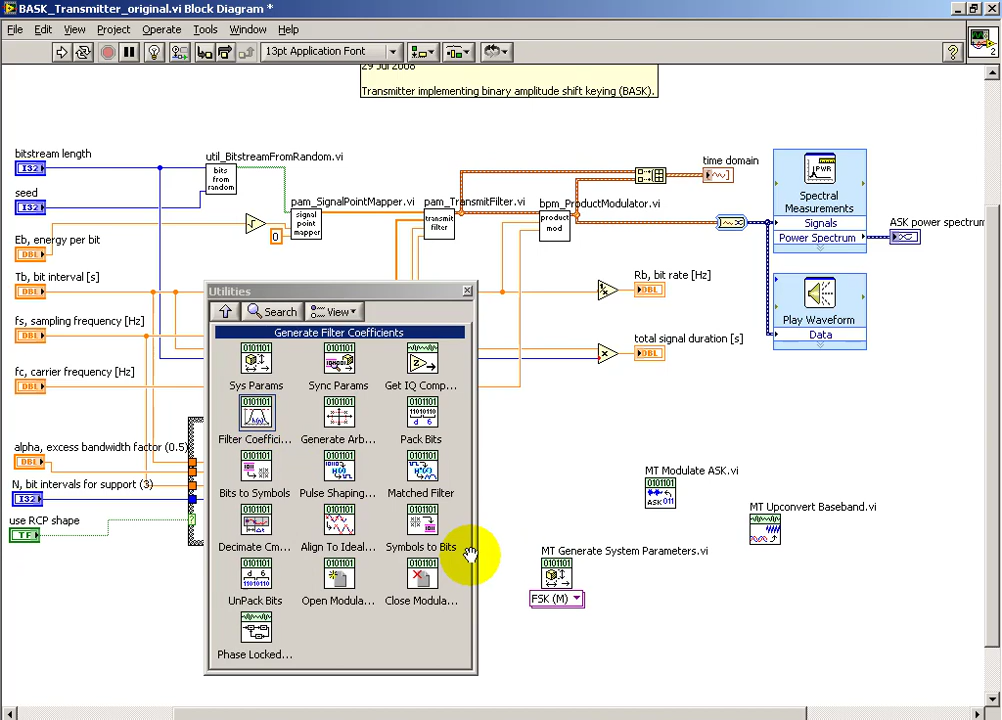 BASK_Transmitter_original.vi Block Diagram *
File Edit View Project Operate Tools Window Help
13pt Application Font
2
29 Jul 2008
Transmitter implementing binary amplitude shift keying (BASK).
bitstream length
I32
util_BitstreamFromRandom.vi
bits from random
time domain
PWR
Spectral Measurements
Signals
Power Spectrum
ASK power spectrum
seed
I32
pam_SignalPointMapper.vi
signal point mapper
0
pam_TransmitFilter.vi
transmit filter
bpm_ProductModulator.vi
product mod
Eb, energy per bit
DBL
Tb, bit interval [s]
DBL
Rb, bit rate [Hz]
DBL
Play Waveform
Data
fs, sampling frequency [Hz]
DBL
total signal duration [s]
DBL
fc, carrier frequency [Hz]
DBL
alpha, excess bandwidth factor (0.5)
DBL
N, bit intervals for support (3)
I32
use RCP shape
TF
Utilities
Search View
Generate Filter Coefficients
Sys Params Sync Params Get IQ Comp...
Filter Coeffici... Generate Arb... Pack Bits
Bits to Symbols Pulse Shaping... Matched Filter
Decimate Cm... Align To Ideal... Symbols to Bits
UnPack Bits Open Modula... Close Modula...
Phase Locked...
MT Modulate ASK.vi
ASK 011
MT Upconvert Baseband.vi
MT Generate System Parameters.vi
0101101
FSK (M)